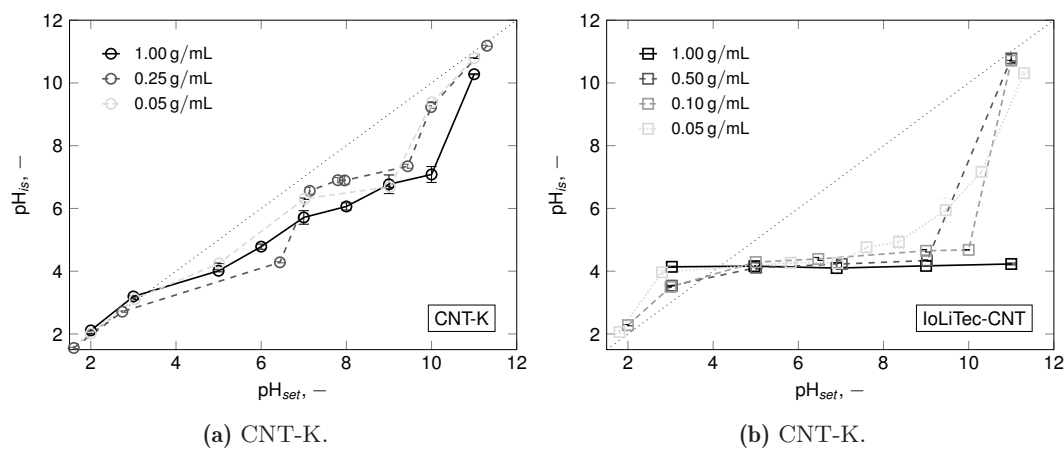 12
10
8
6
4
2
pH_is, –
1.00 g/mL
0.25 g/mL
0.05 g/mL
CNT-K
2 4 6 8 10 12
pH_set, –
(a) CNT-K.
12
10
8
6
4
2
pH_is, –
1.00 g/mL
0.50 g/mL
0.10 g/mL
0.05 g/mL
IoLiTec-CNT
2 4 6 8 10 12
pH_set, –
(b) CNT-K.